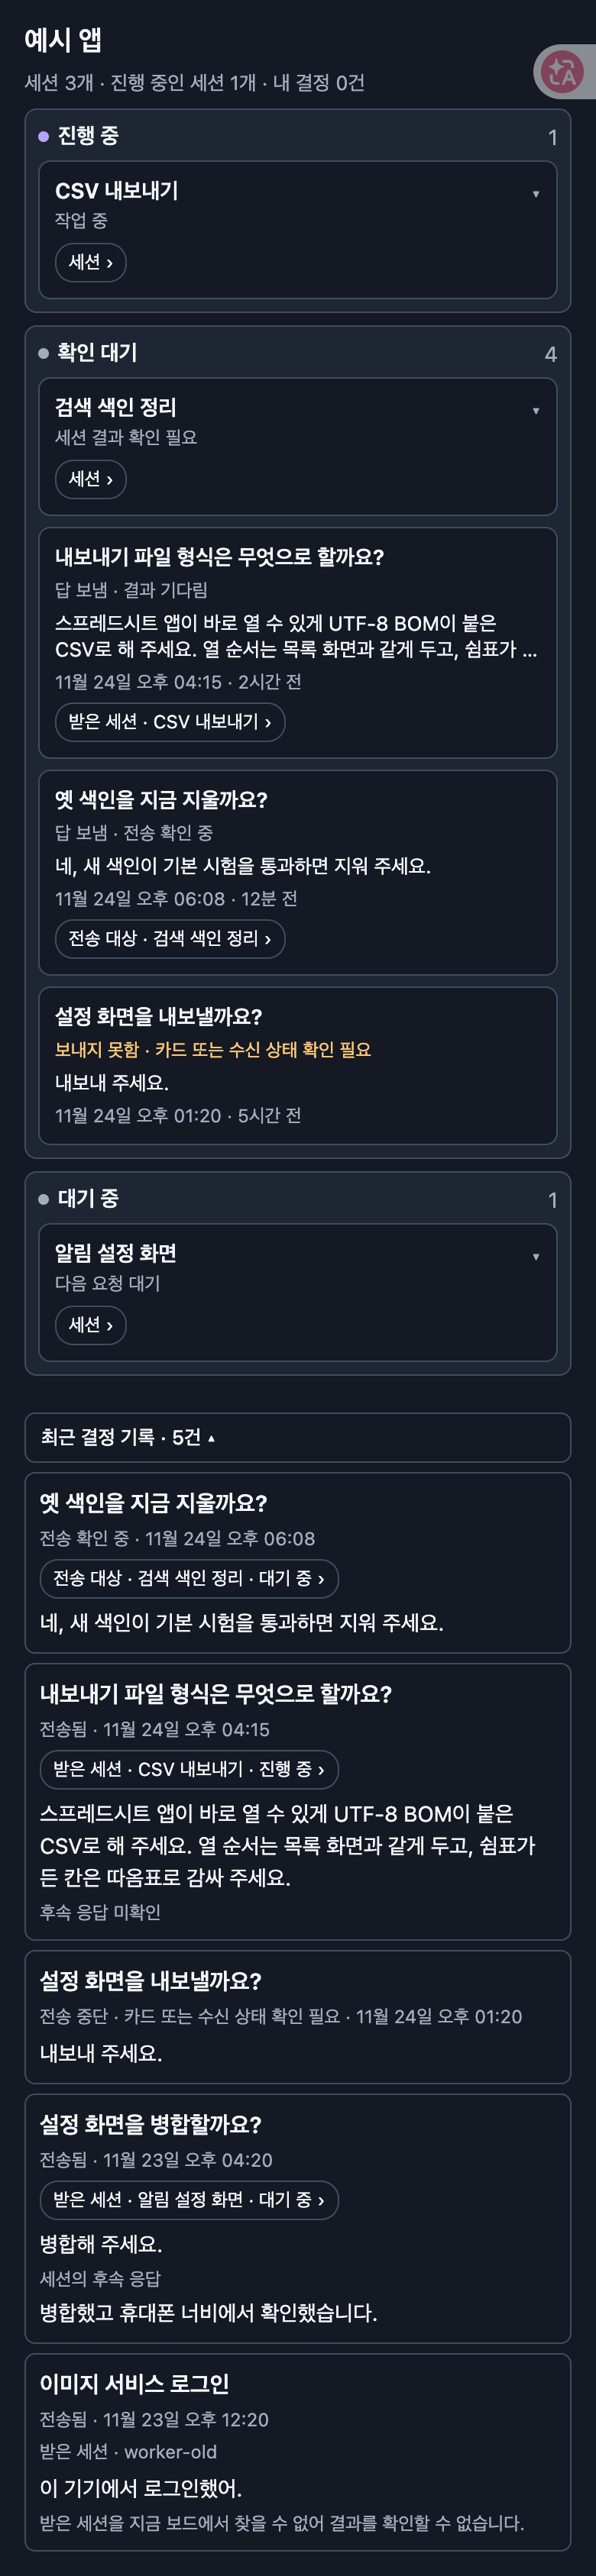 예시 앱
세션 3개 · 진행 중인 세션 1개 · 내 결정 0건
진행 중
1
CSV 내보내기
▾
작업 중
세션 ›
확인 대기
4
검색 색인 정리
▾
세션 결과 확인 필요
세션 ›
내보내기 파일 형식은 무엇으로 할까요?
답 보냄 · 결과 기다림
스프레드시트 앱이 바로 열 수 있게 UTF-8 BOM이 붙은
CSV로 해 주세요. 열 순서는 목록 화면과 같게 두고, 쉼표가 ...
11월 24일 오후 04:15 · 2시간 전
받은 세션 · CSV 내보내기 ›
옛 색인을 지금 지울까요?
답 보냄 · 전송 확인 중
네, 새 색인이 기본 시험을 통과하면 지워 주세요.
11월 24일 오후 06:08 · 12분 전
전송 대상 · 검색 색인 정리 ›
설정 화면을 내보낼까요?
보내지 못함 · 카드 또는 수신 상태 확인 필요
내보내 주세요.
11월 24일 오후 01:20 · 5시간 전
대기 중
1
알림 설정 화면
▾
다음 요청 대기
세션 ›
최근 결정 기록 · 5건 ▴
옛 색인을 지금 지울까요?
전송 확인 중 · 11월 24일 오후 06:08
전송 대상 · 검색 색인 정리 · 대기 중 ›
네, 새 색인이 기본 시험을 통과하면 지워 주세요.
내보내기 파일 형식은 무엇으로 할까요?
전송됨 · 11월 24일 오후 04:15
받은 세션 · CSV 내보내기 · 진행 중 ›
스프레드시트 앱이 바로 열 수 있게 UTF-8 BOM이 붙은
CSV로 해 주세요. 열 순서는 목록 화면과 같게 두고, 쉼표가
든 칸은 따옴표로 감싸 주세요.
후속 응답 미확인
설정 화면을 내보낼까요?
전송 중단 · 카드 또는 수신 상태 확인 필요 · 11월 24일 오후 01:20
내보내 주세요.
설정 화면을 병합할까요?
전송됨 · 11월 23일 오후 04:20
받은 세션 · 알림 설정 화면 · 대기 중 ›
병합해 주세요.
세션의 후속 응답
병합했고 휴대폰 너비에서 확인했습니다.
이미지 서비스 로그인
전송됨 · 11월 23일 오후 12:20
받은 세션 · worker-old
이 기기에서 로그인했어.
받은 세션을 지금 보드에서 찾을 수 없어 결과를 확인할 수 없습니다.